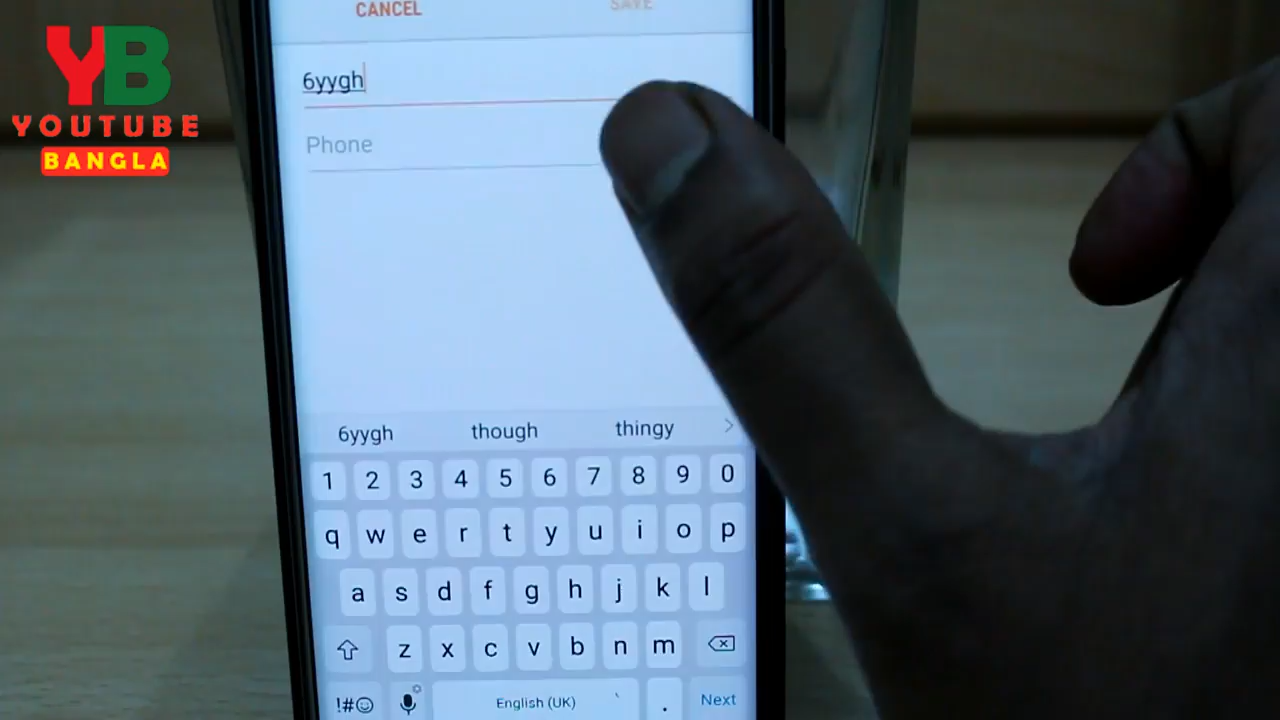 YB
YOUTUBE
BANGLA
CANCEL
SAVE
6yygh
Phone
6yygh though thingy >
1 2 3 4 5 6 7 8 9 0
q w e r t y u i o p
a s d f g h j k l
z x c v b n m
!#☺ English (UK) . Next